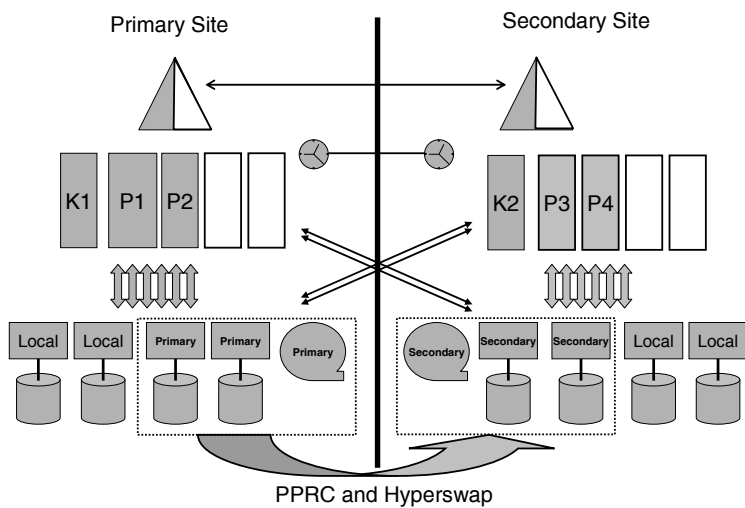 Primary Site
Secondary Site
K1 P1 P2
K2 P3 P4
Local Local Primary Primary Primary
Secondary Secondary Secondary Local Local
PPRC and Hyperswap